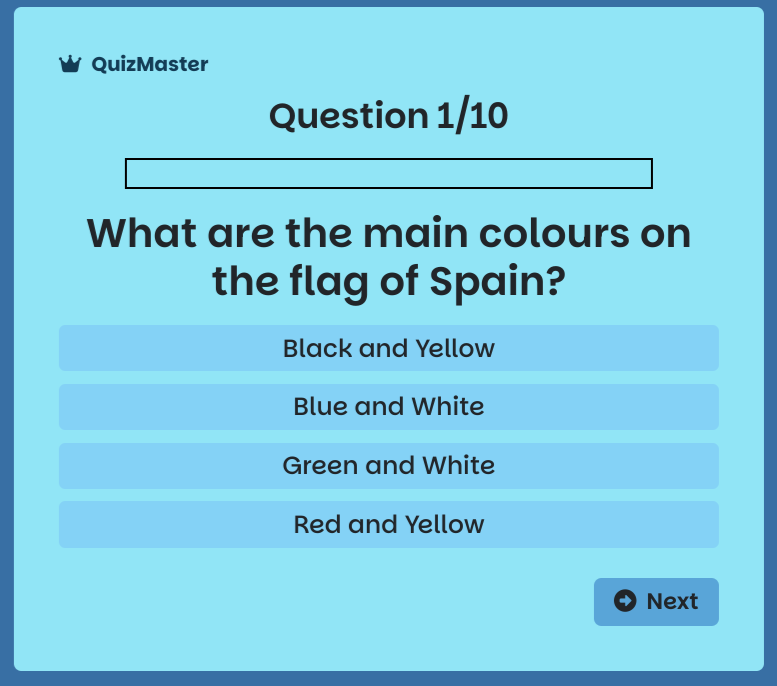 QuizMaster
Question 1/10
What are the main colours on
the flag of Spain?
Black and Yellow
Blue and White
Green and White
Red and Yellow
Next